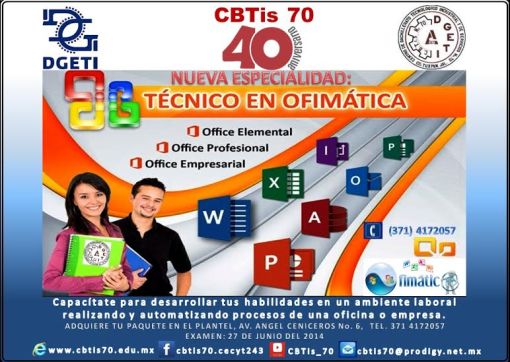 CBTis 70
DGETI
40
aniversario
NUEVA ESPECIALIDAD:
TÉCNICO EN OFIMÁTICA
Office Elemental
Office Profesional
Office Empresarial
I
P
X
O
W
A
P
(371) 4172057
Ofimática
Capacítate para desarrollar tus habilidades en un ambiente laboral
realizando y automatizando procesos de una oficina o empresa.
ADQUIERE TU PAQUETE EN EL PLANTEL, AV. ANGEL CENICEROS No. 6, TEL. 371 4172057
EXAMEN: 27 DE JUNIO DEL 2014
www.cbtis70.edu.mx cbtis70.cecyt243 CBTis_70 cbtis70@prodigy.net.mx